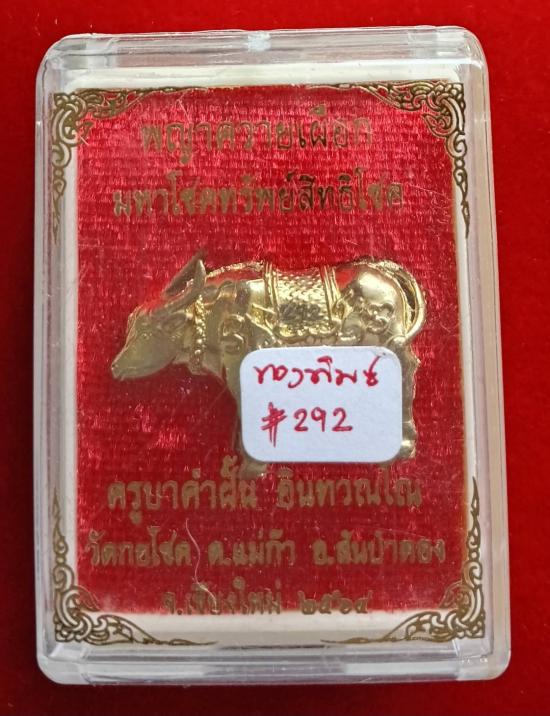 พญาควายเผือก
มหาโชคทรัพย์สิทธิโชค
ทองทิพย์
#292
ครูบาคำฝั้น อินทวณโณ
วัดกอโชค ต.แม่ก๊า อ.สันป่าตอง
จ.เชียงใหม่ ๒๕๖๔